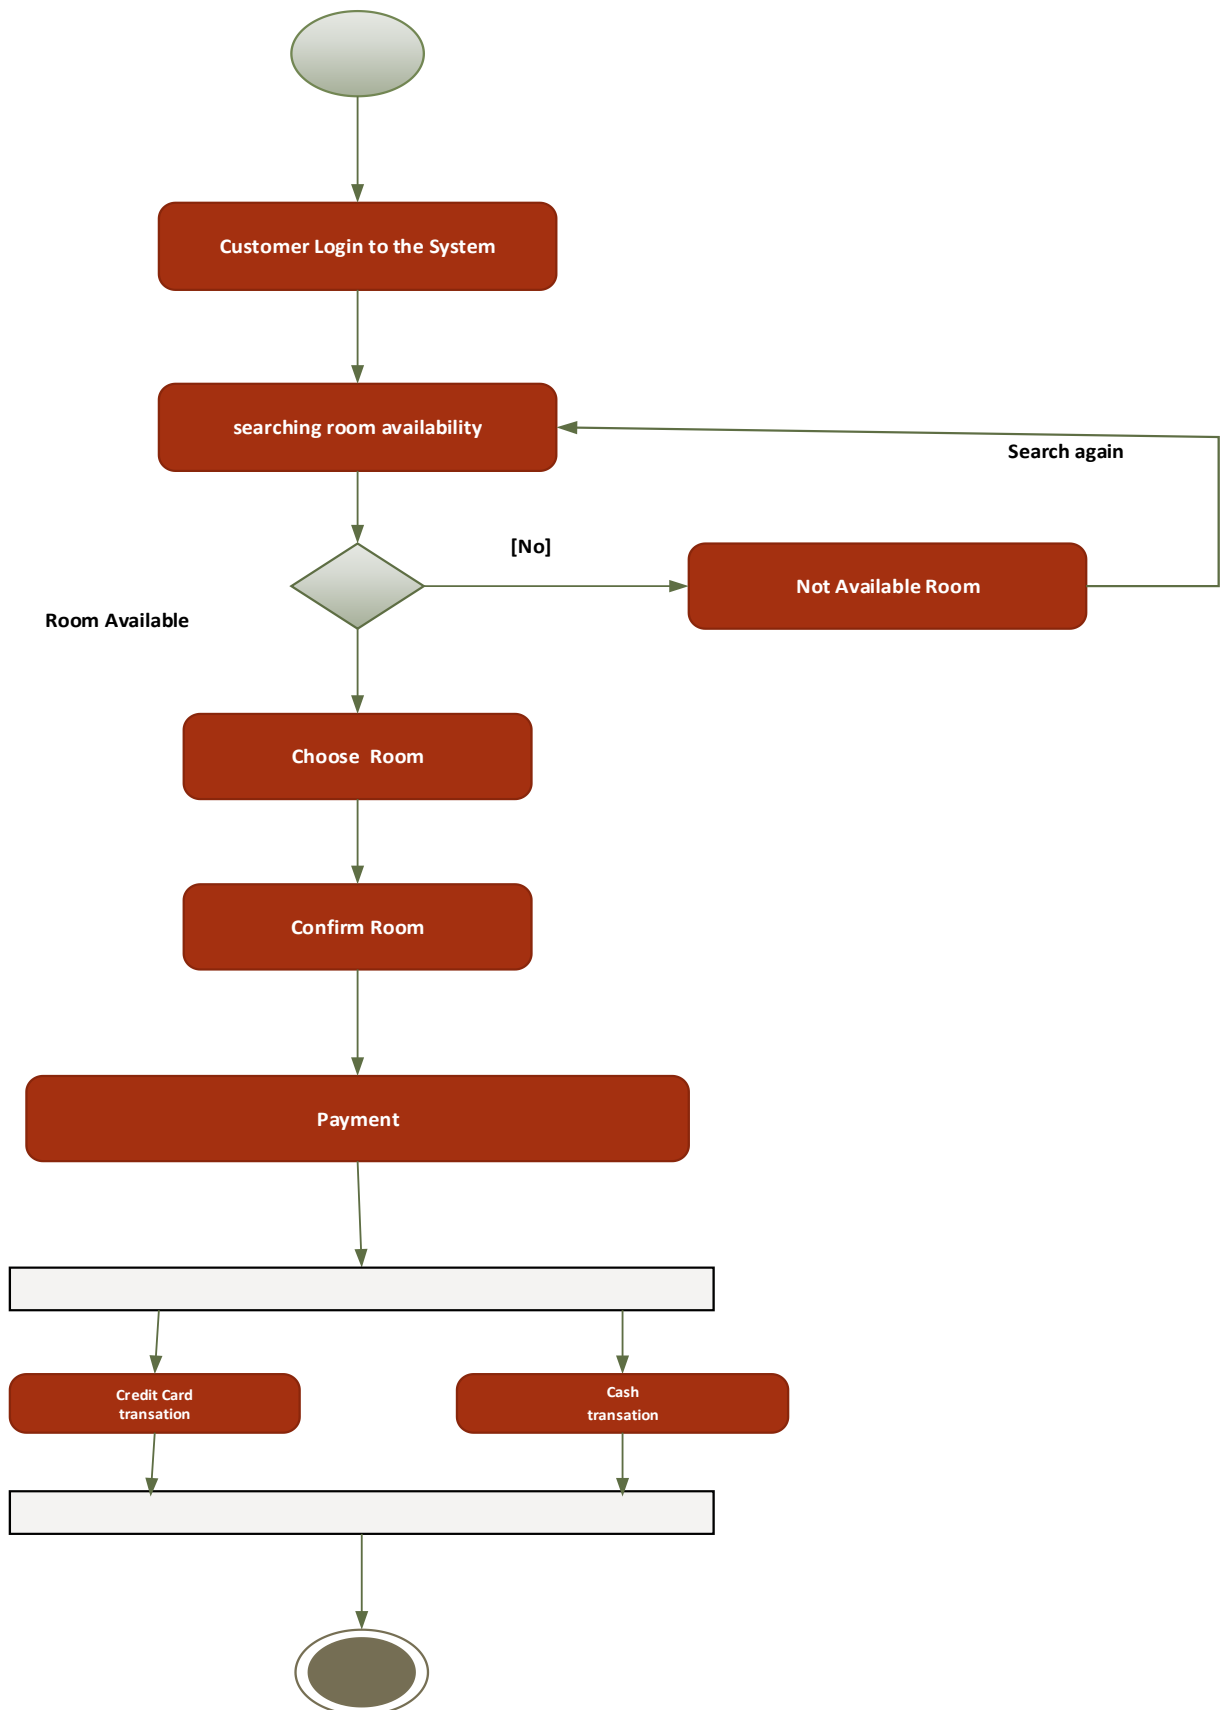 Customer Login to the System
searching room availability
Search again
[No]
Not Available Room
Room Available
Choose  Room
Confirm Room
Payment
Credit Card
transation
Cash
transation